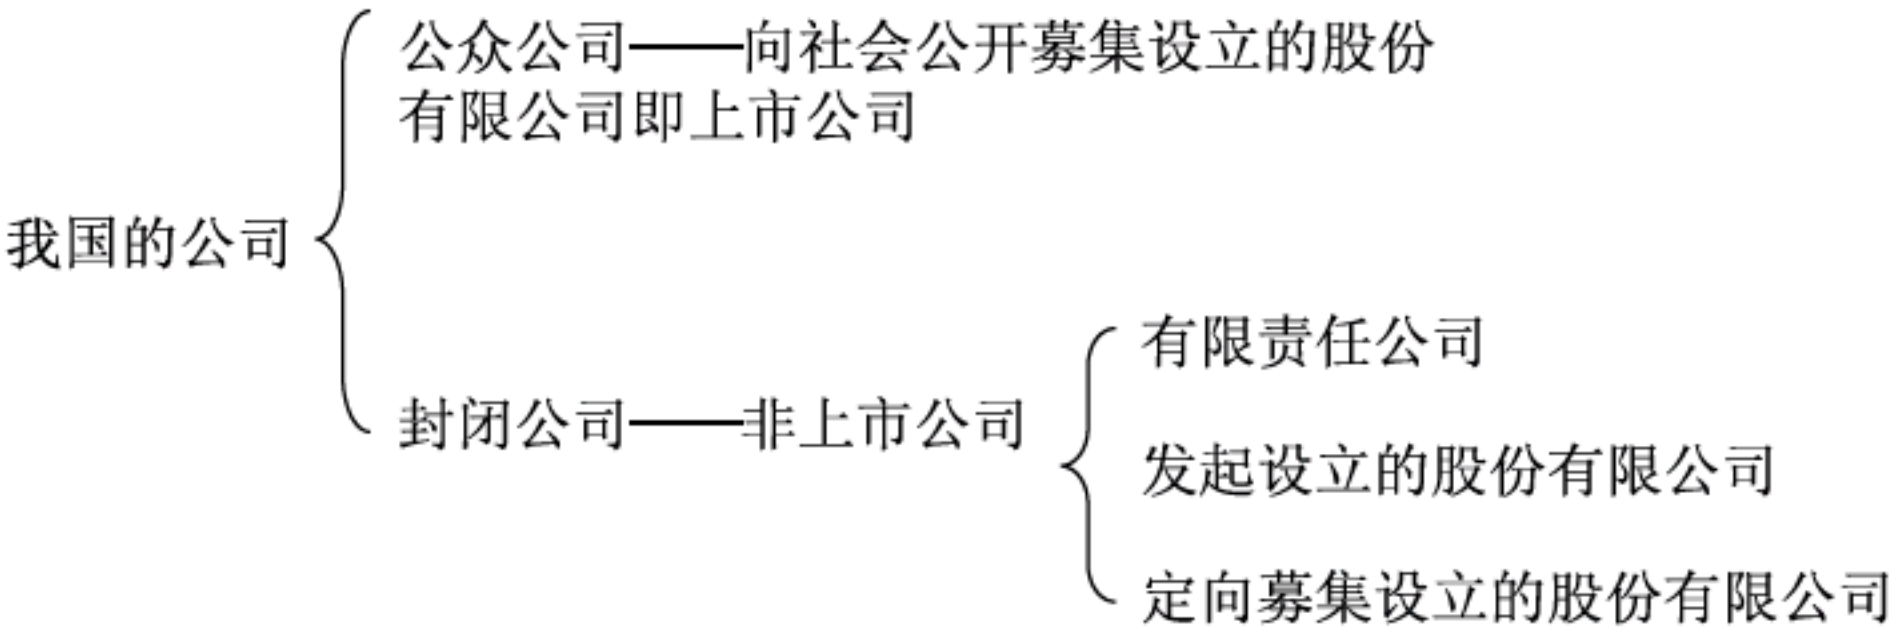 公众公司——向社会公开募集设立的股份
有限公司即上市公司
我国的公司
封闭公司——非上市公司
有限责任公司
发起设立的股份有限公司
定向募集设立的股份有限公司